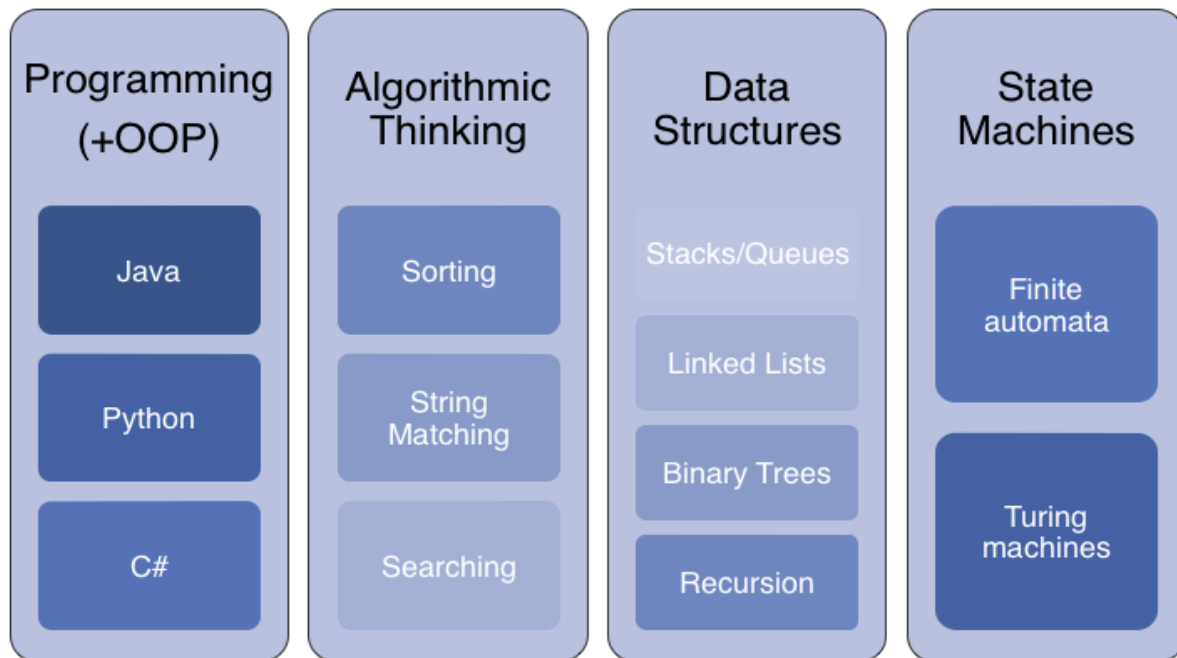 Programming
(+OOP)
Java
Python
C#
Algorithmic
Thinking
Sorting
String
Matching
Searching
Data
Structures
Stacks/Queues
Linked Lists
Binary Trees
Recursion
State
Machines
Finite
automata
Turing
machines